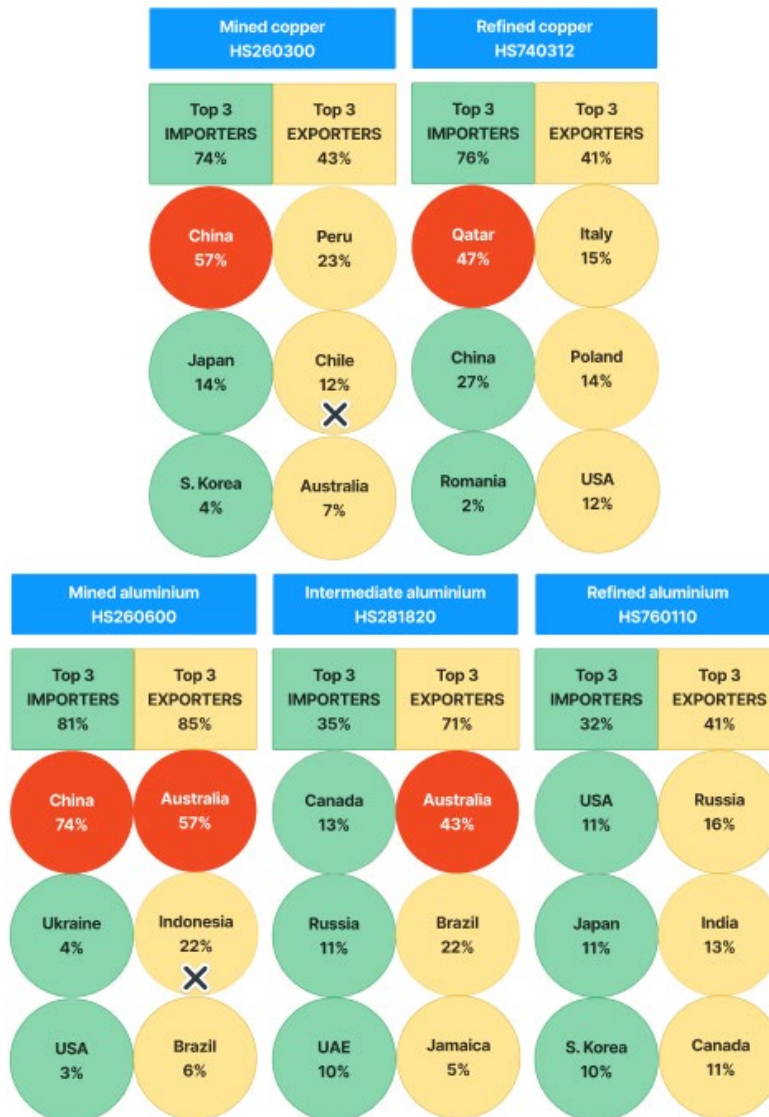 Mined copper
HS260300
Refined copper
HS740312
Top 3
IMPORTERS
74%
Top 3
EXPORTERS
43%
Top 3
IMPORTERS
76%
Top 3
EXPORTERS
41%
China
57%
Peru
23%
Qatar
47%
Italy
15%
Japan
14%
Chile
12%
China
27%
Poland
14%
S. Korea
4%
Australia
7%
Romania
2%
USA
12%
Mined aluminium
HS260600
Intermediate aluminium
HS281820
Refined aluminium
HS760110
Top 3
IMPORTERS
81%
Top 3
EXPORTERS
85%
Top 3
IMPORTERS
35%
Top 3
EXPORTERS
71%
Top 3
IMPORTERS
32%
Top 3
EXPORTERS
41%
China
74%
Australia
57%
Canada
13%
Australia
43%
USA
11%
Russia
16%
Ukraine
4%
Indonesia
22%
Russia
11%
Brazil
22%
Japan
11%
India
13%
USA
3%
Brazil
6%
UAE
10%
Jamaica
5%
S. Korea
10%
Canada
11%